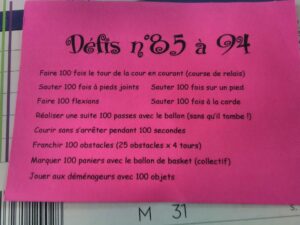 Défis n°85 à 94
Faire 100 fois le tour de la cour en courant (course de relais)
Sauter 100 fois à pieds joints Sauter 100 fois sur un pied
Faire 100 flexions Sauter 100 fois à la corde
Réaliser une suite 100 passes avec le ballon (sans qu'il tombe !)
Courir sans s'arrêter pendant 100 secondes
Franchir 100 obstacles (25 obstacles x 4 tours)
Marquer 100 paniers avec le ballon de basket (collectif)
Jouer aux déménageurs avec 100 objets
M 31